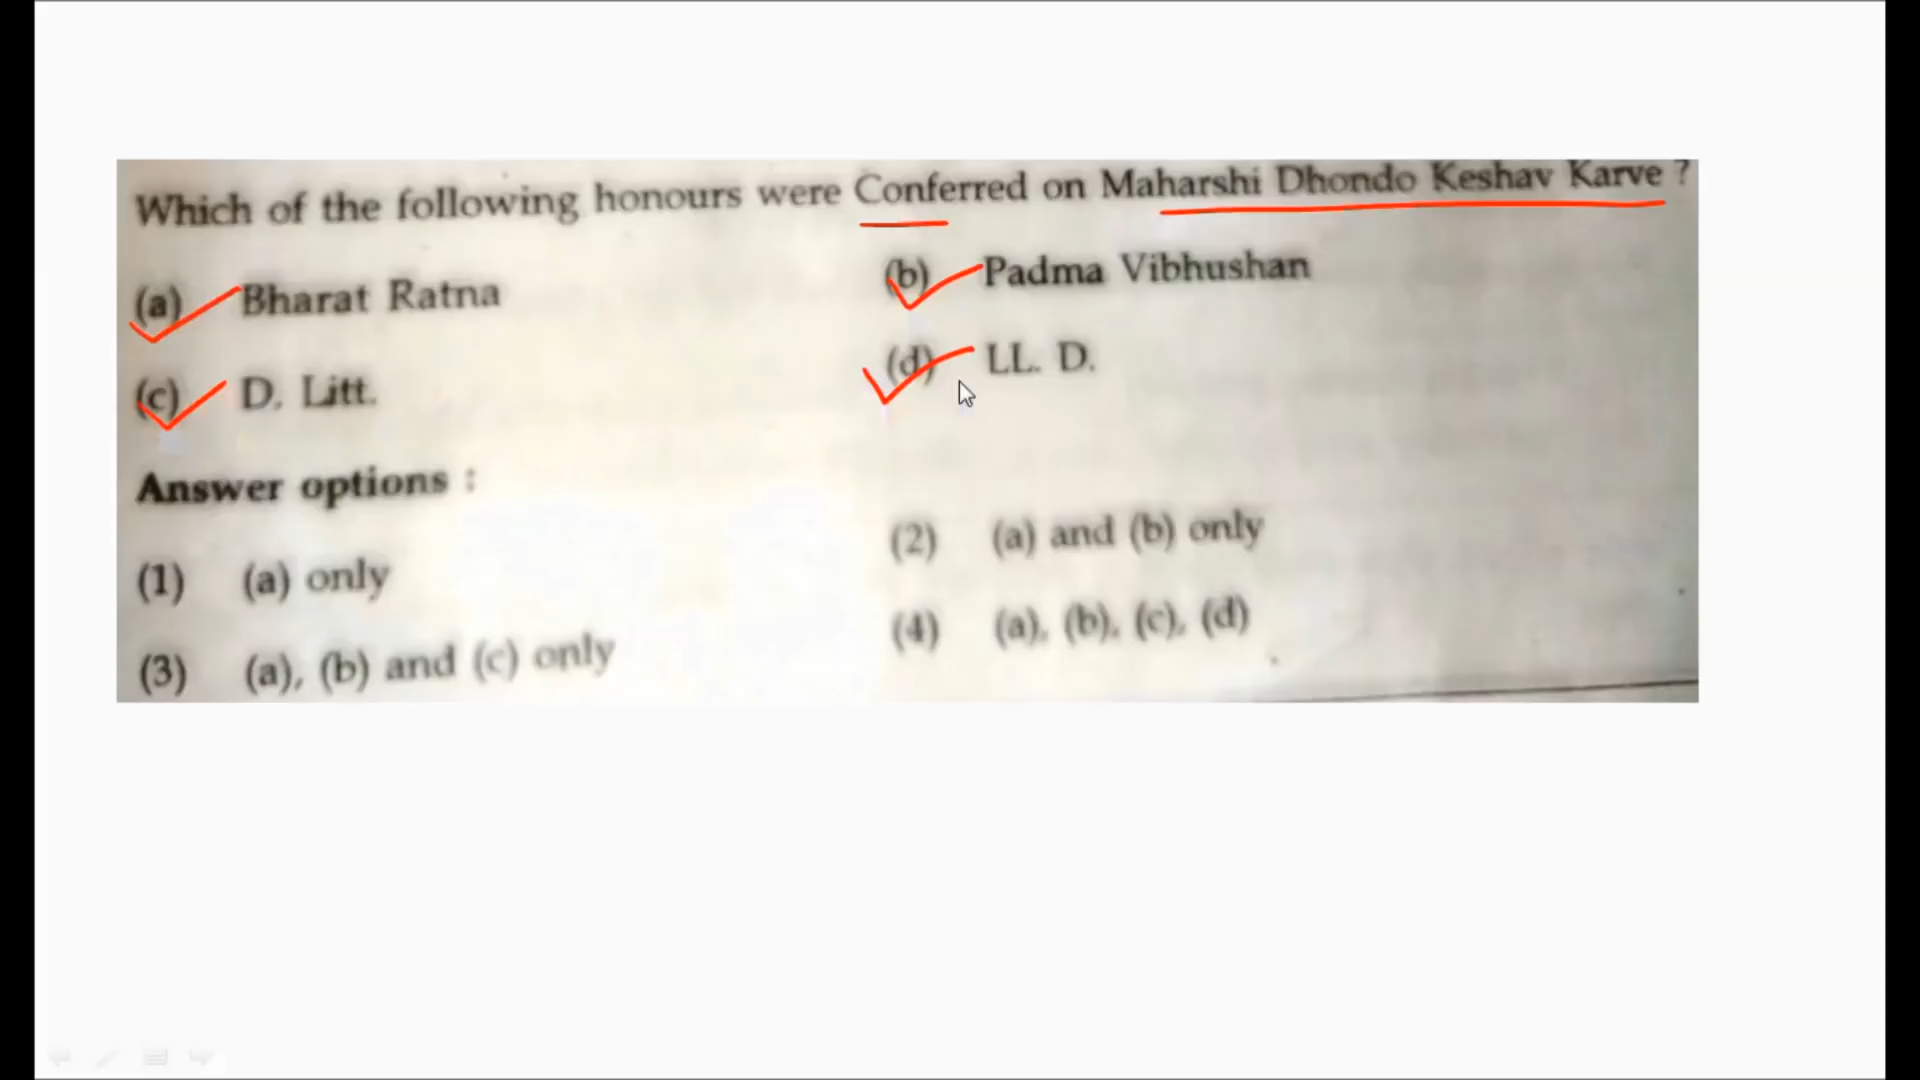 Which of the following honours were Conferred on Maharshi Dhondo Keshav Karve ?
(a) Bharat Ratna (b) Padma Vibhushan
(c) D. Litt. (d) LL. D.
Answer options :
(1) (a) only (2) (a) and (b) only
(3) (a), (b) and (c) only (4) (a), (b), (c), (d)